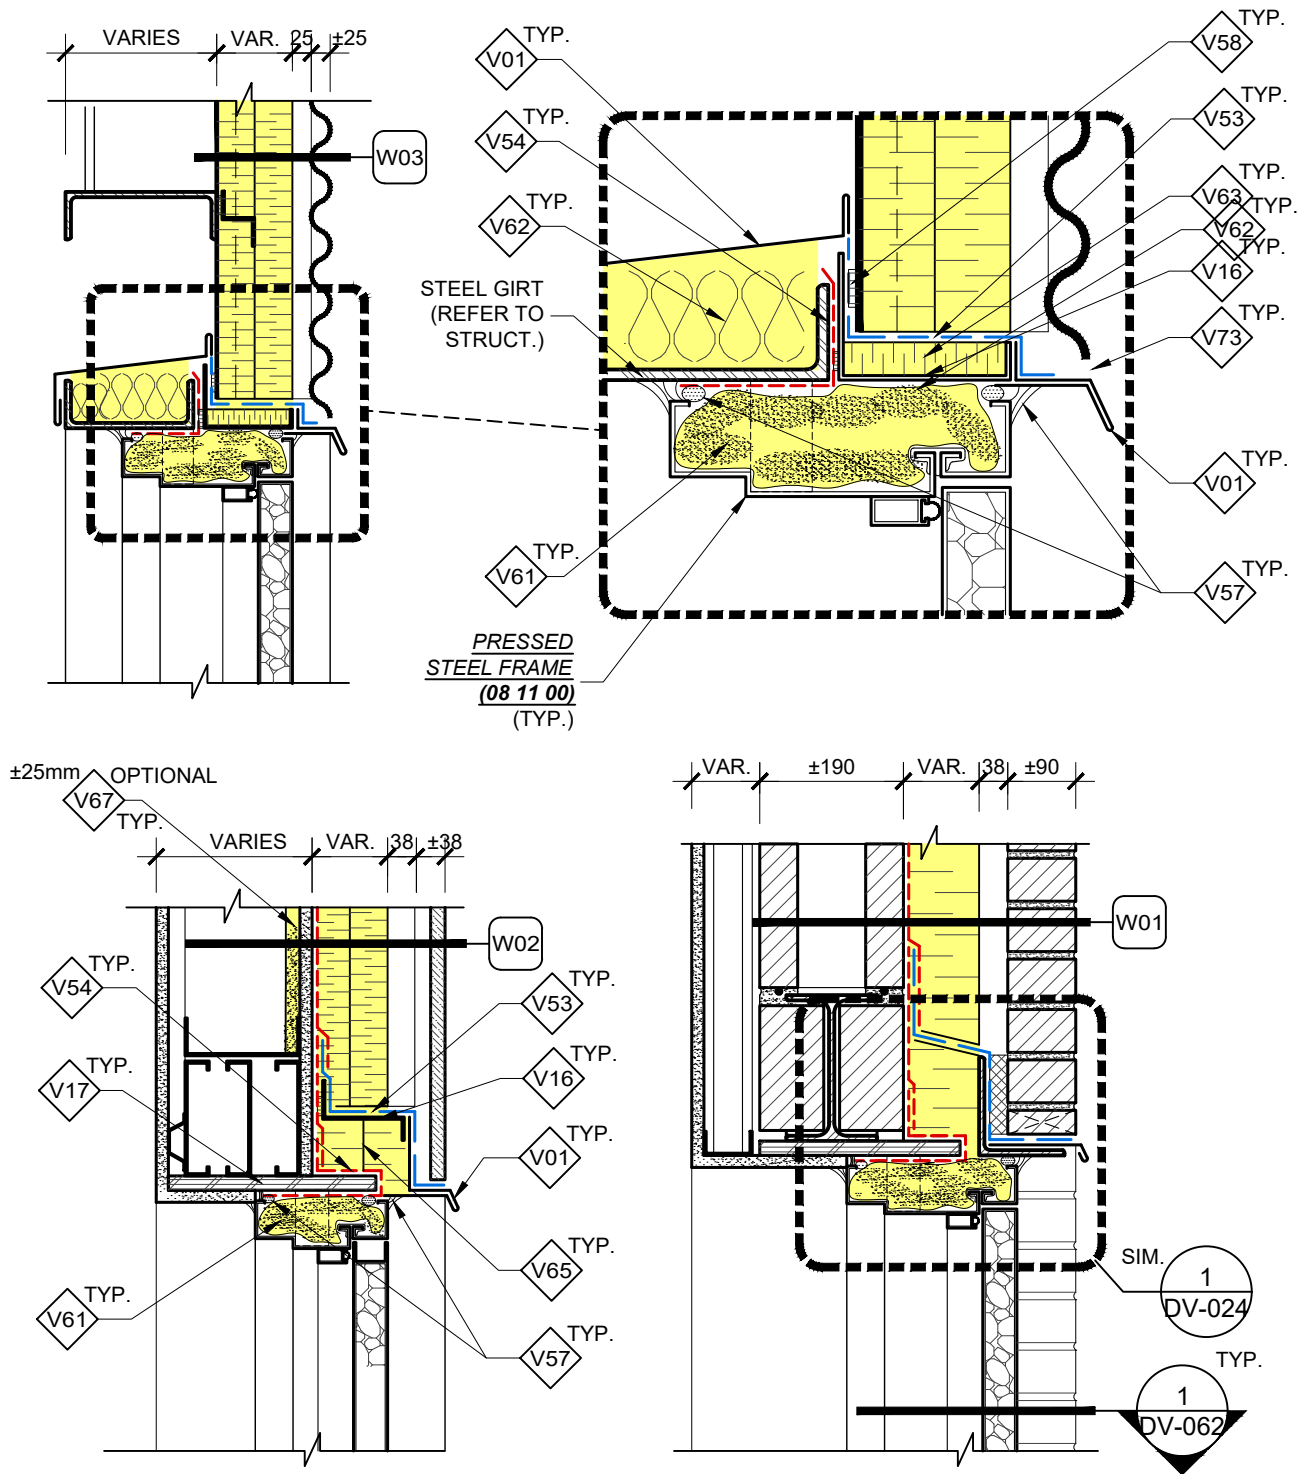 VARIES
VAR.
25
±25
W03
TYP.
V01
TYP.
V54
TYP.
V62
STEEL GIRT
(REFER TO
STRUCT.)
TYP.
V61
PRESSED
STEEL FRAME
(08 11 00)
(TYP.)
TYP.
V58
TYP.
V53
TYP.
V63
TYP.
V62
TYP.
V16
TYP.
V73
TYP.
V01
TYP.
V57
±25mm
OPTIONAL
V67
TYP.
VARIES
VAR.
38
±38
W02
TYP.
V54
TYP.
V17
TYP.
V61
TYP.
V53
TYP.
V16
TYP.
V01
TYP.
V65
TYP.
V57
VAR.
±190
VAR.
38
±90
W01
SIM.
1
DV-024
TYP.
1
DV-062